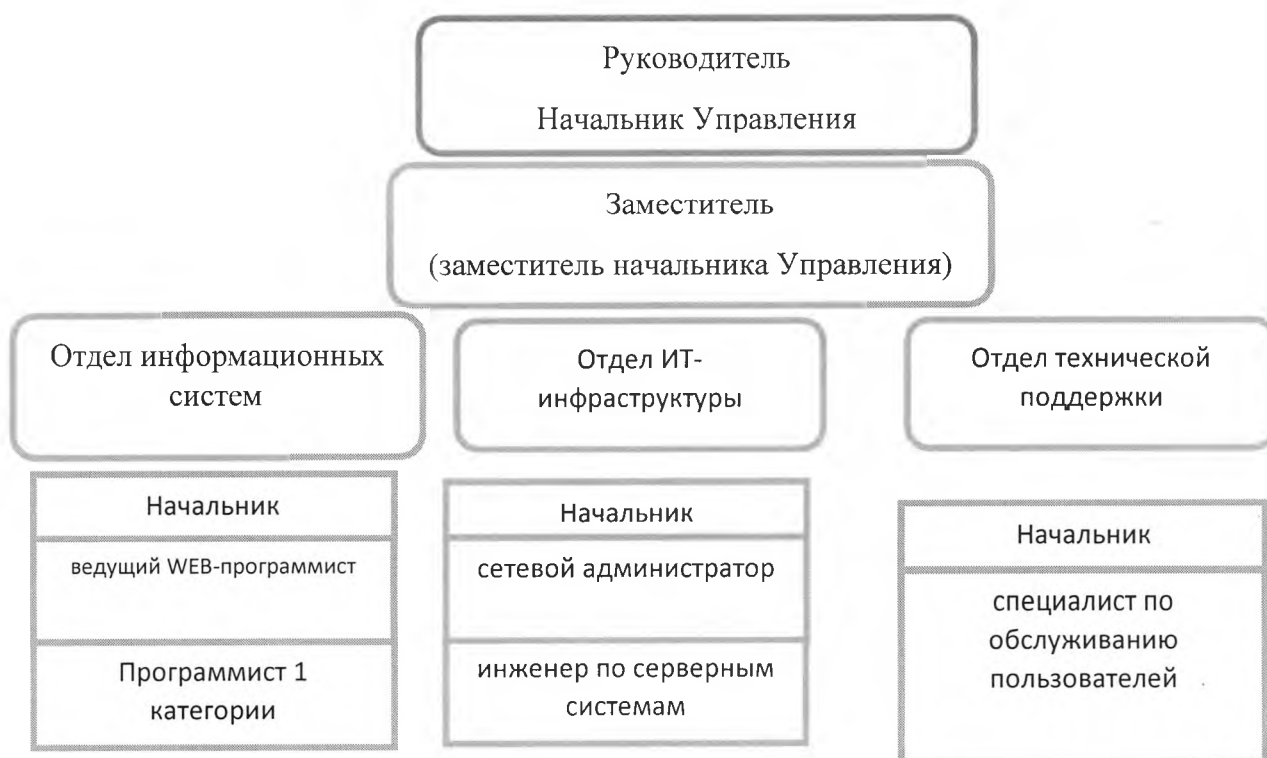 Руководитель
Начальник Управления
Заместитель
(заместитель начальника Управления)
Отдел информационных
систем
Отдел ИТ-
инфраструктуры
Отдел технической
поддержки
Начальник
ведущий WEB-программист
Программист 1
категории
Начальник
сетевой администратор
инженер по серверным
системам
Начальник
специалист по
обслуживанию
пользователей